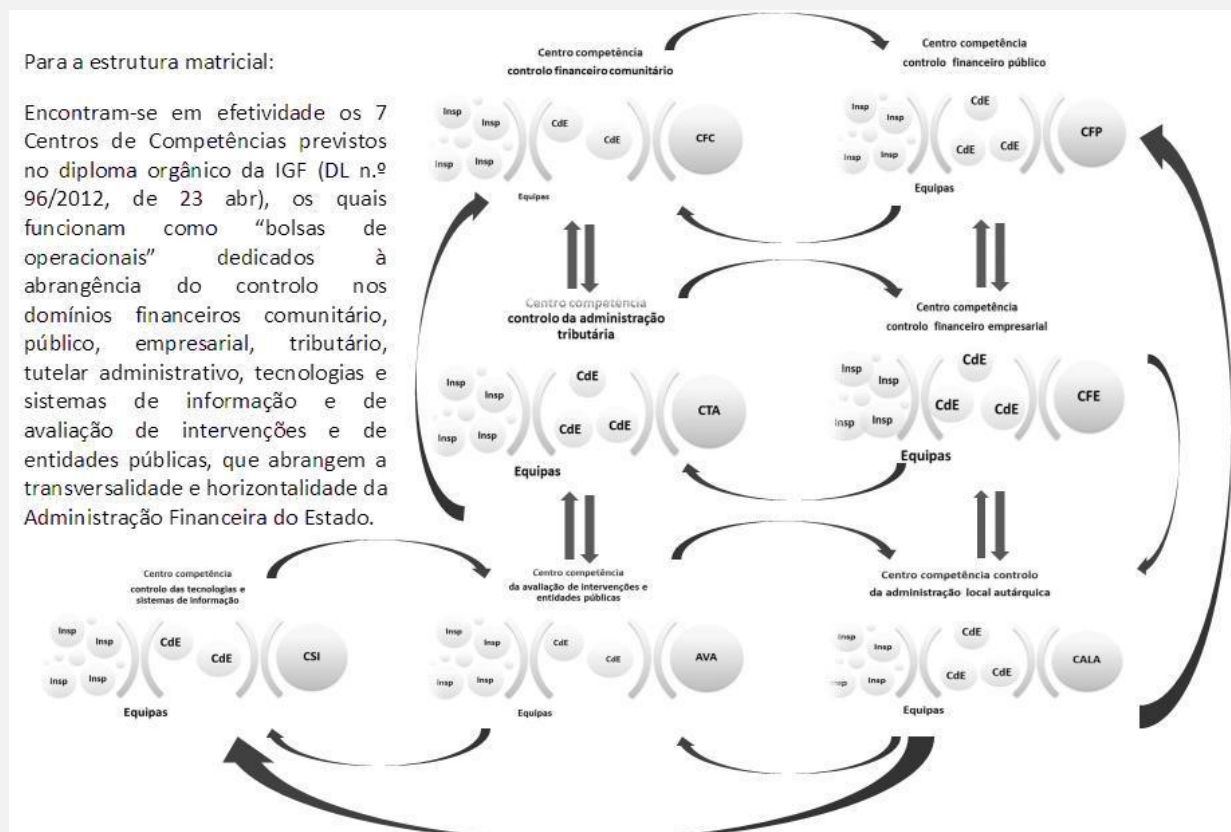 Para a estrutura matricial:
Encontram-se em efetividade os 7
Centros de Competências previstos
no diploma orgânico da IGF (DL n.º
96/2012, de 23 abr), os quais
funcionam como “bolsas de
operacionais” dedicados à
abrangência do controlo nos
domínios financeiros comunitário,
público, empresarial, tributário,
tutelar administrativo, tecnologias e
sistemas de informação e de
avaliação de intervenções e de
entidades públicas, que abrangem a
transversalidade e horizontalidade da
Administração Financeira do Estado.
Centro competência
controlo financeiro comunitário
Insp
Insp
Insp
Insp
CdE
CdE
CFC
Equipas
Centro competência
controlo financeiro público
Insp
Insp
Insp
Insp
CdE
CdE
CdE
CFP
Equipas
Centro competência
controlo da administração
tributária
Insp
Insp
Insp
Insp
CdE
CdE
CdE
CTA
Equipas
Centro competência
controlo financeiro empresarial
Insp
Insp
Insp
Insp
CdE
CdE
CdE
CFE
Equipas
Centro competência
controlo das tecnologias e
sistemas de informação
Insp
Insp
Insp
Insp
CdE
CdE
CSI
Equipas
Centro competência
da avaliação de intervenções e
entidades públicas
Insp
Insp
Insp
Insp
CdE
CdE
AVA
Equipas
Centro competência controlo
da administração local autárquica
Insp
Insp
Insp
Insp
CdE
CdE
CdE
CALA
Equipas